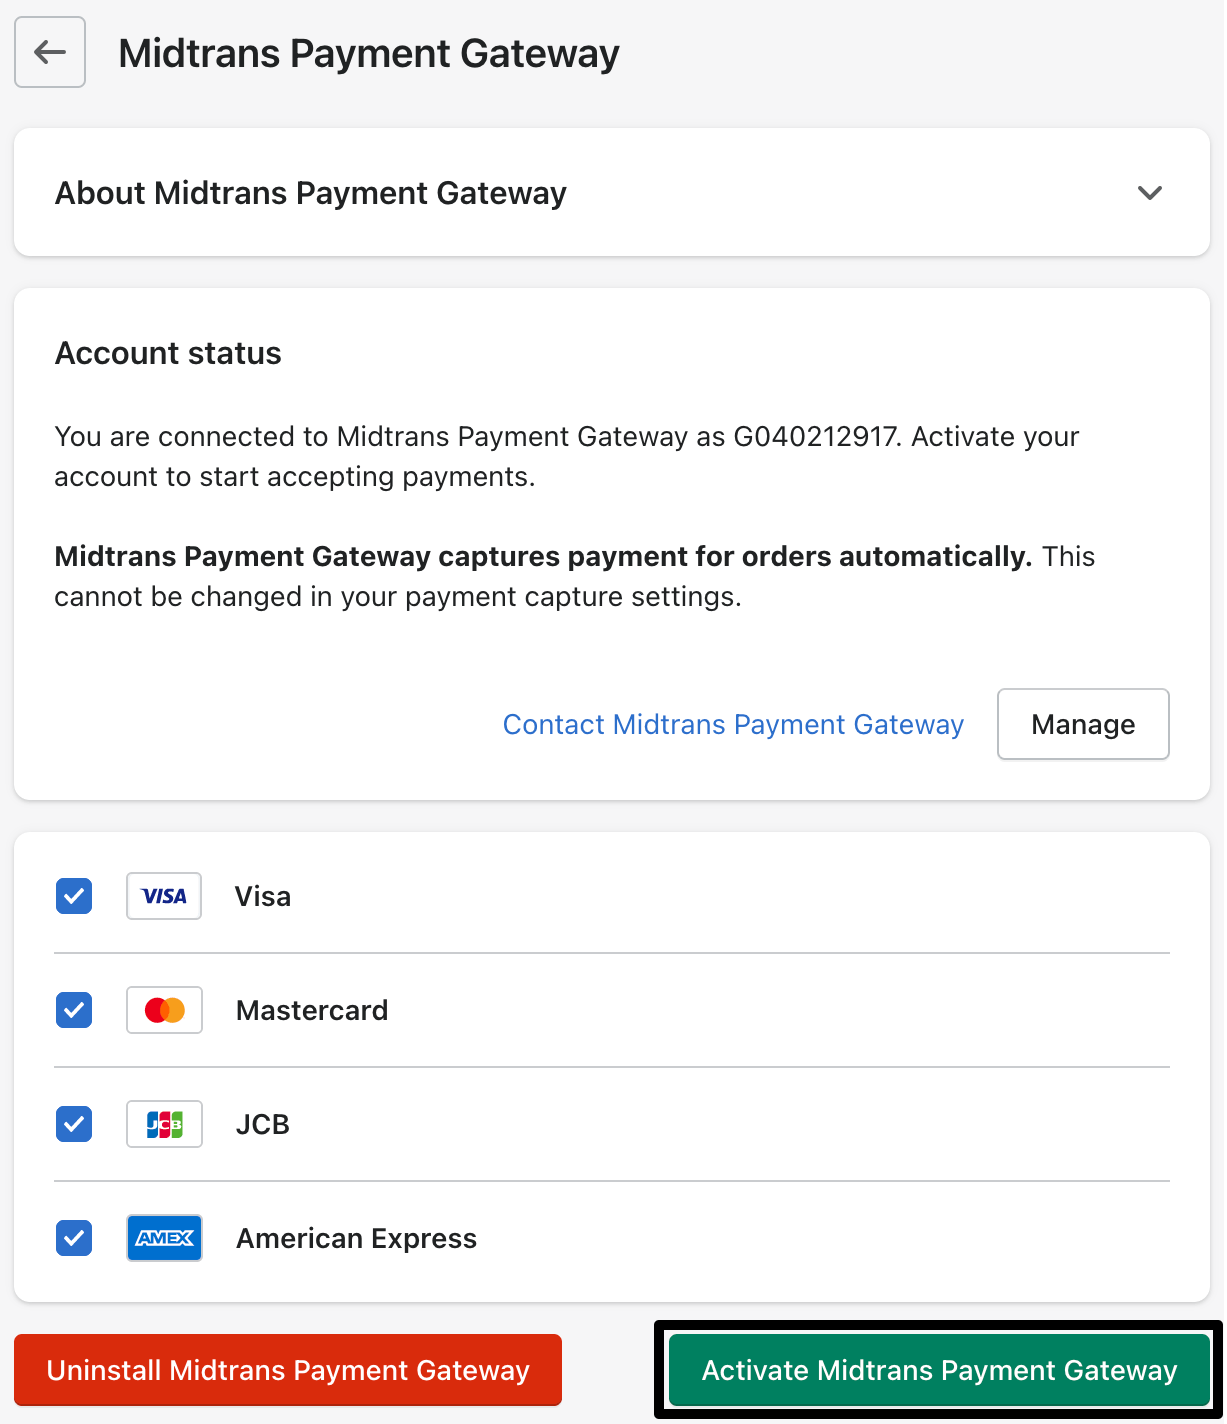 Midtrans Payment Gateway
About Midtrans Payment Gateway
Account status
You are connected to Midtrans Payment Gateway as G040212917. Activate your
account to start accepting payments.
Midtrans Payment Gateway captures payment for orders automatically. This
cannot be changed in your payment capture settings.
Contact Midtrans Payment Gateway
Manage
VISA Visa
Mastercard
JCB JCB
AMEX American Express
Uninstall Midtrans Payment Gateway
Activate Midtrans Payment Gateway